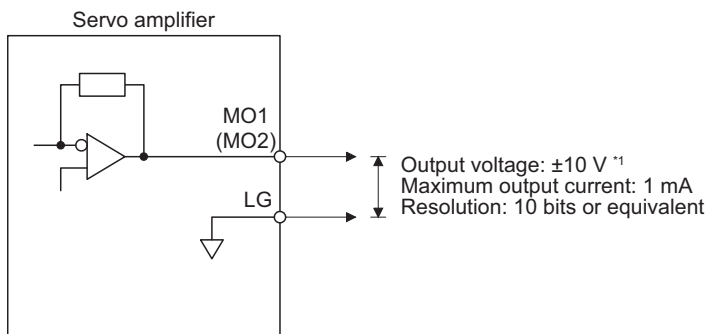 Servo amplifier
MO1
(MO2)
LG
Output voltage: ±10 V *1
Maximum output current: 1 mA
Resolution: 10 bits or equivalent